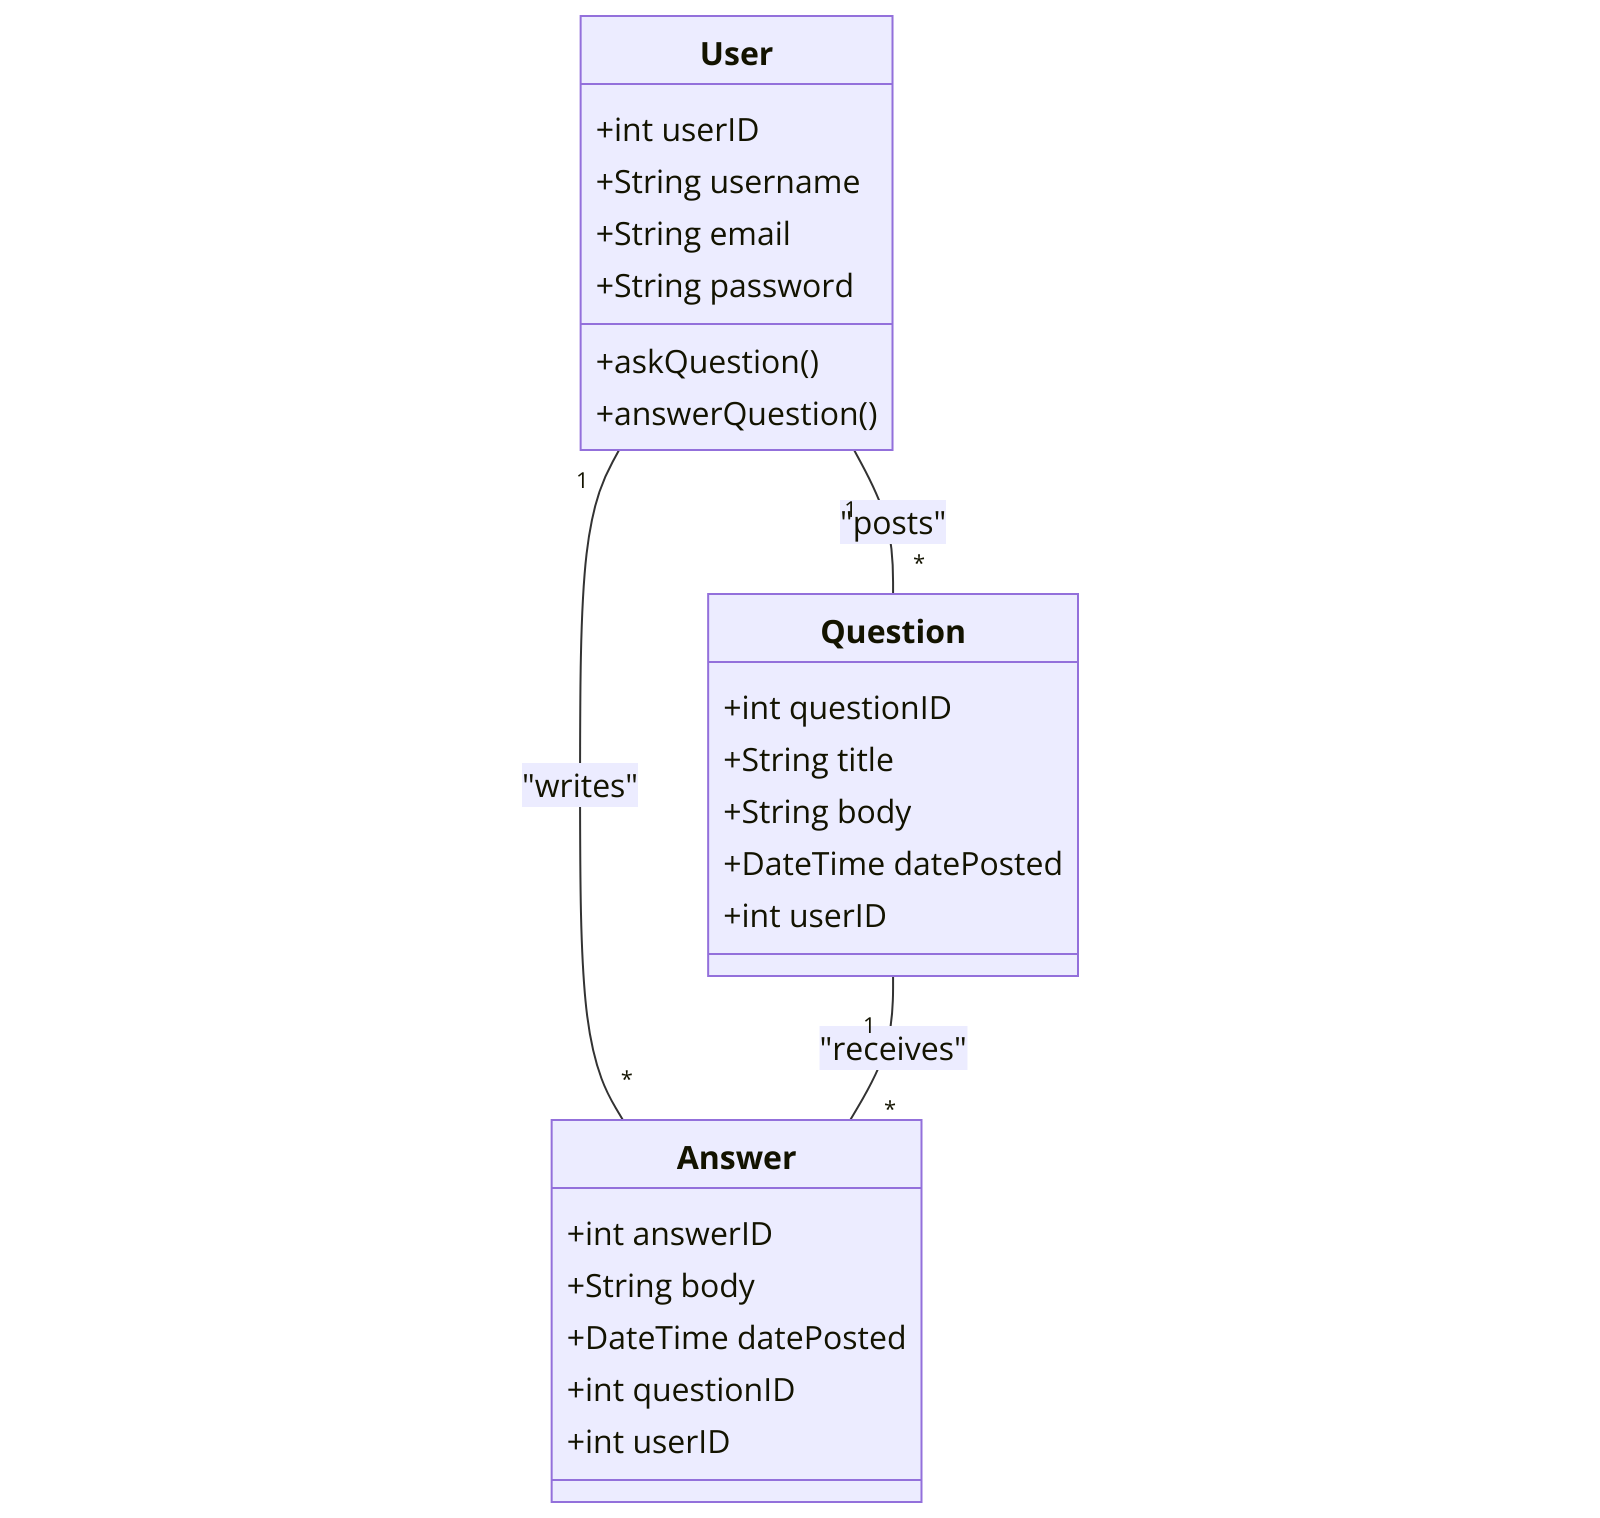 User
+int userID
+String username
+String email
+String password
+askQuestion()
+answerQuestion()
1
1
"posts"
*
Question
+int questionID
+String title
+String body
+DateTime datePosted
+int userID
"writes"
1
"receives"
*
*
Answer
+int answerID
+String body
+DateTime datePosted
+int questionID
+int userID